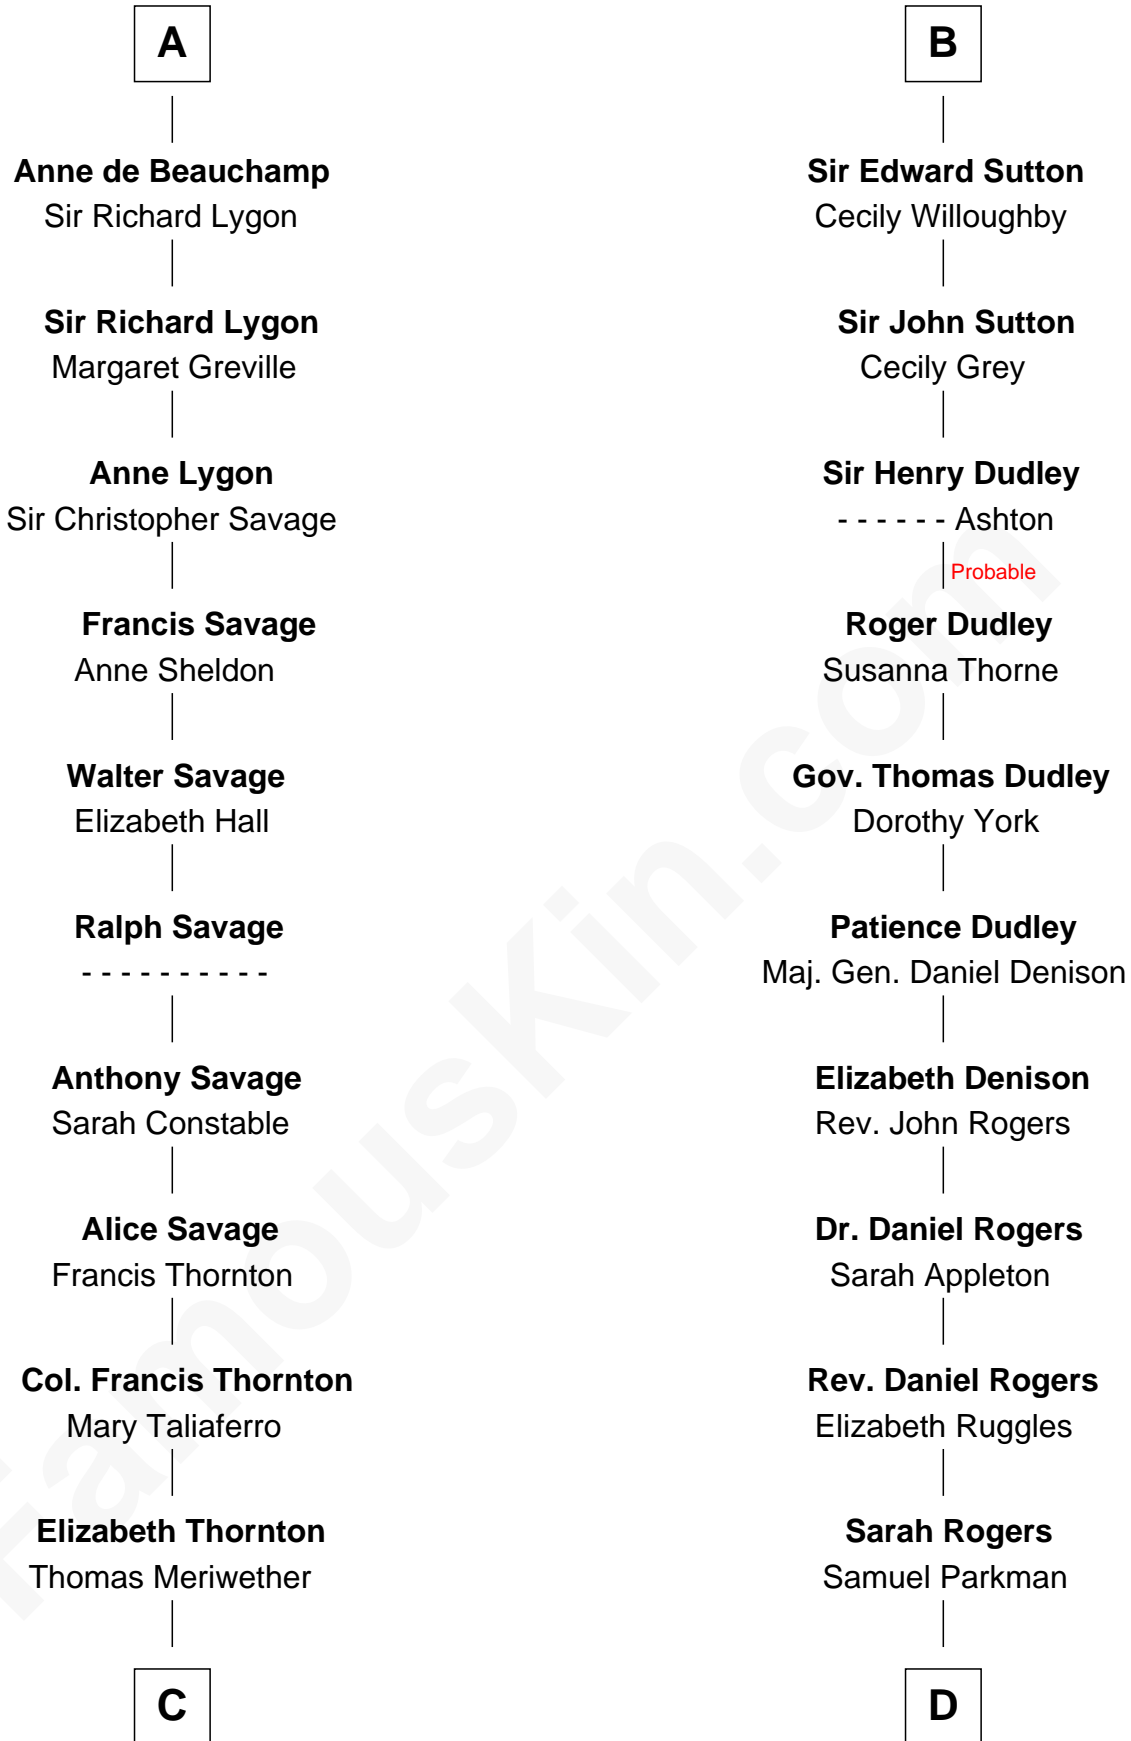 A
Anne de Beauchamp
Sir Richard Lygon
Sir Richard Lygon
Margaret Greville
Anne Lygon
Sir Christopher Savage
Francis Savage
Anne Sheldon
Walter Savage
Elizabeth Hall
Ralph Savage
- - - - - - - - - -
Anthony Savage
Sarah Constable
Alice Savage
Francis Thornton
Col. Francis Thornton
Mary Taliaferro
Elizabeth Thornton
Thomas Meriwether
C
B
Sir Edward Sutton
Cecily Willoughby
Sir John Sutton
Cecily Grey
Sir Henry Dudley
- - - - - - Ashton
Probable
Roger Dudley
Susanna Thorne
Gov. Thomas Dudley
Dorothy York
Patience Dudley
Maj. Gen. Daniel Denison
Elizabeth Denison
Rev. John Rogers
Dr. Daniel Rogers
Sarah Appleton
Rev. Daniel Rogers
Elizabeth Ruggles
Sarah Rogers
Samuel Parkman
D
FamousKin.com